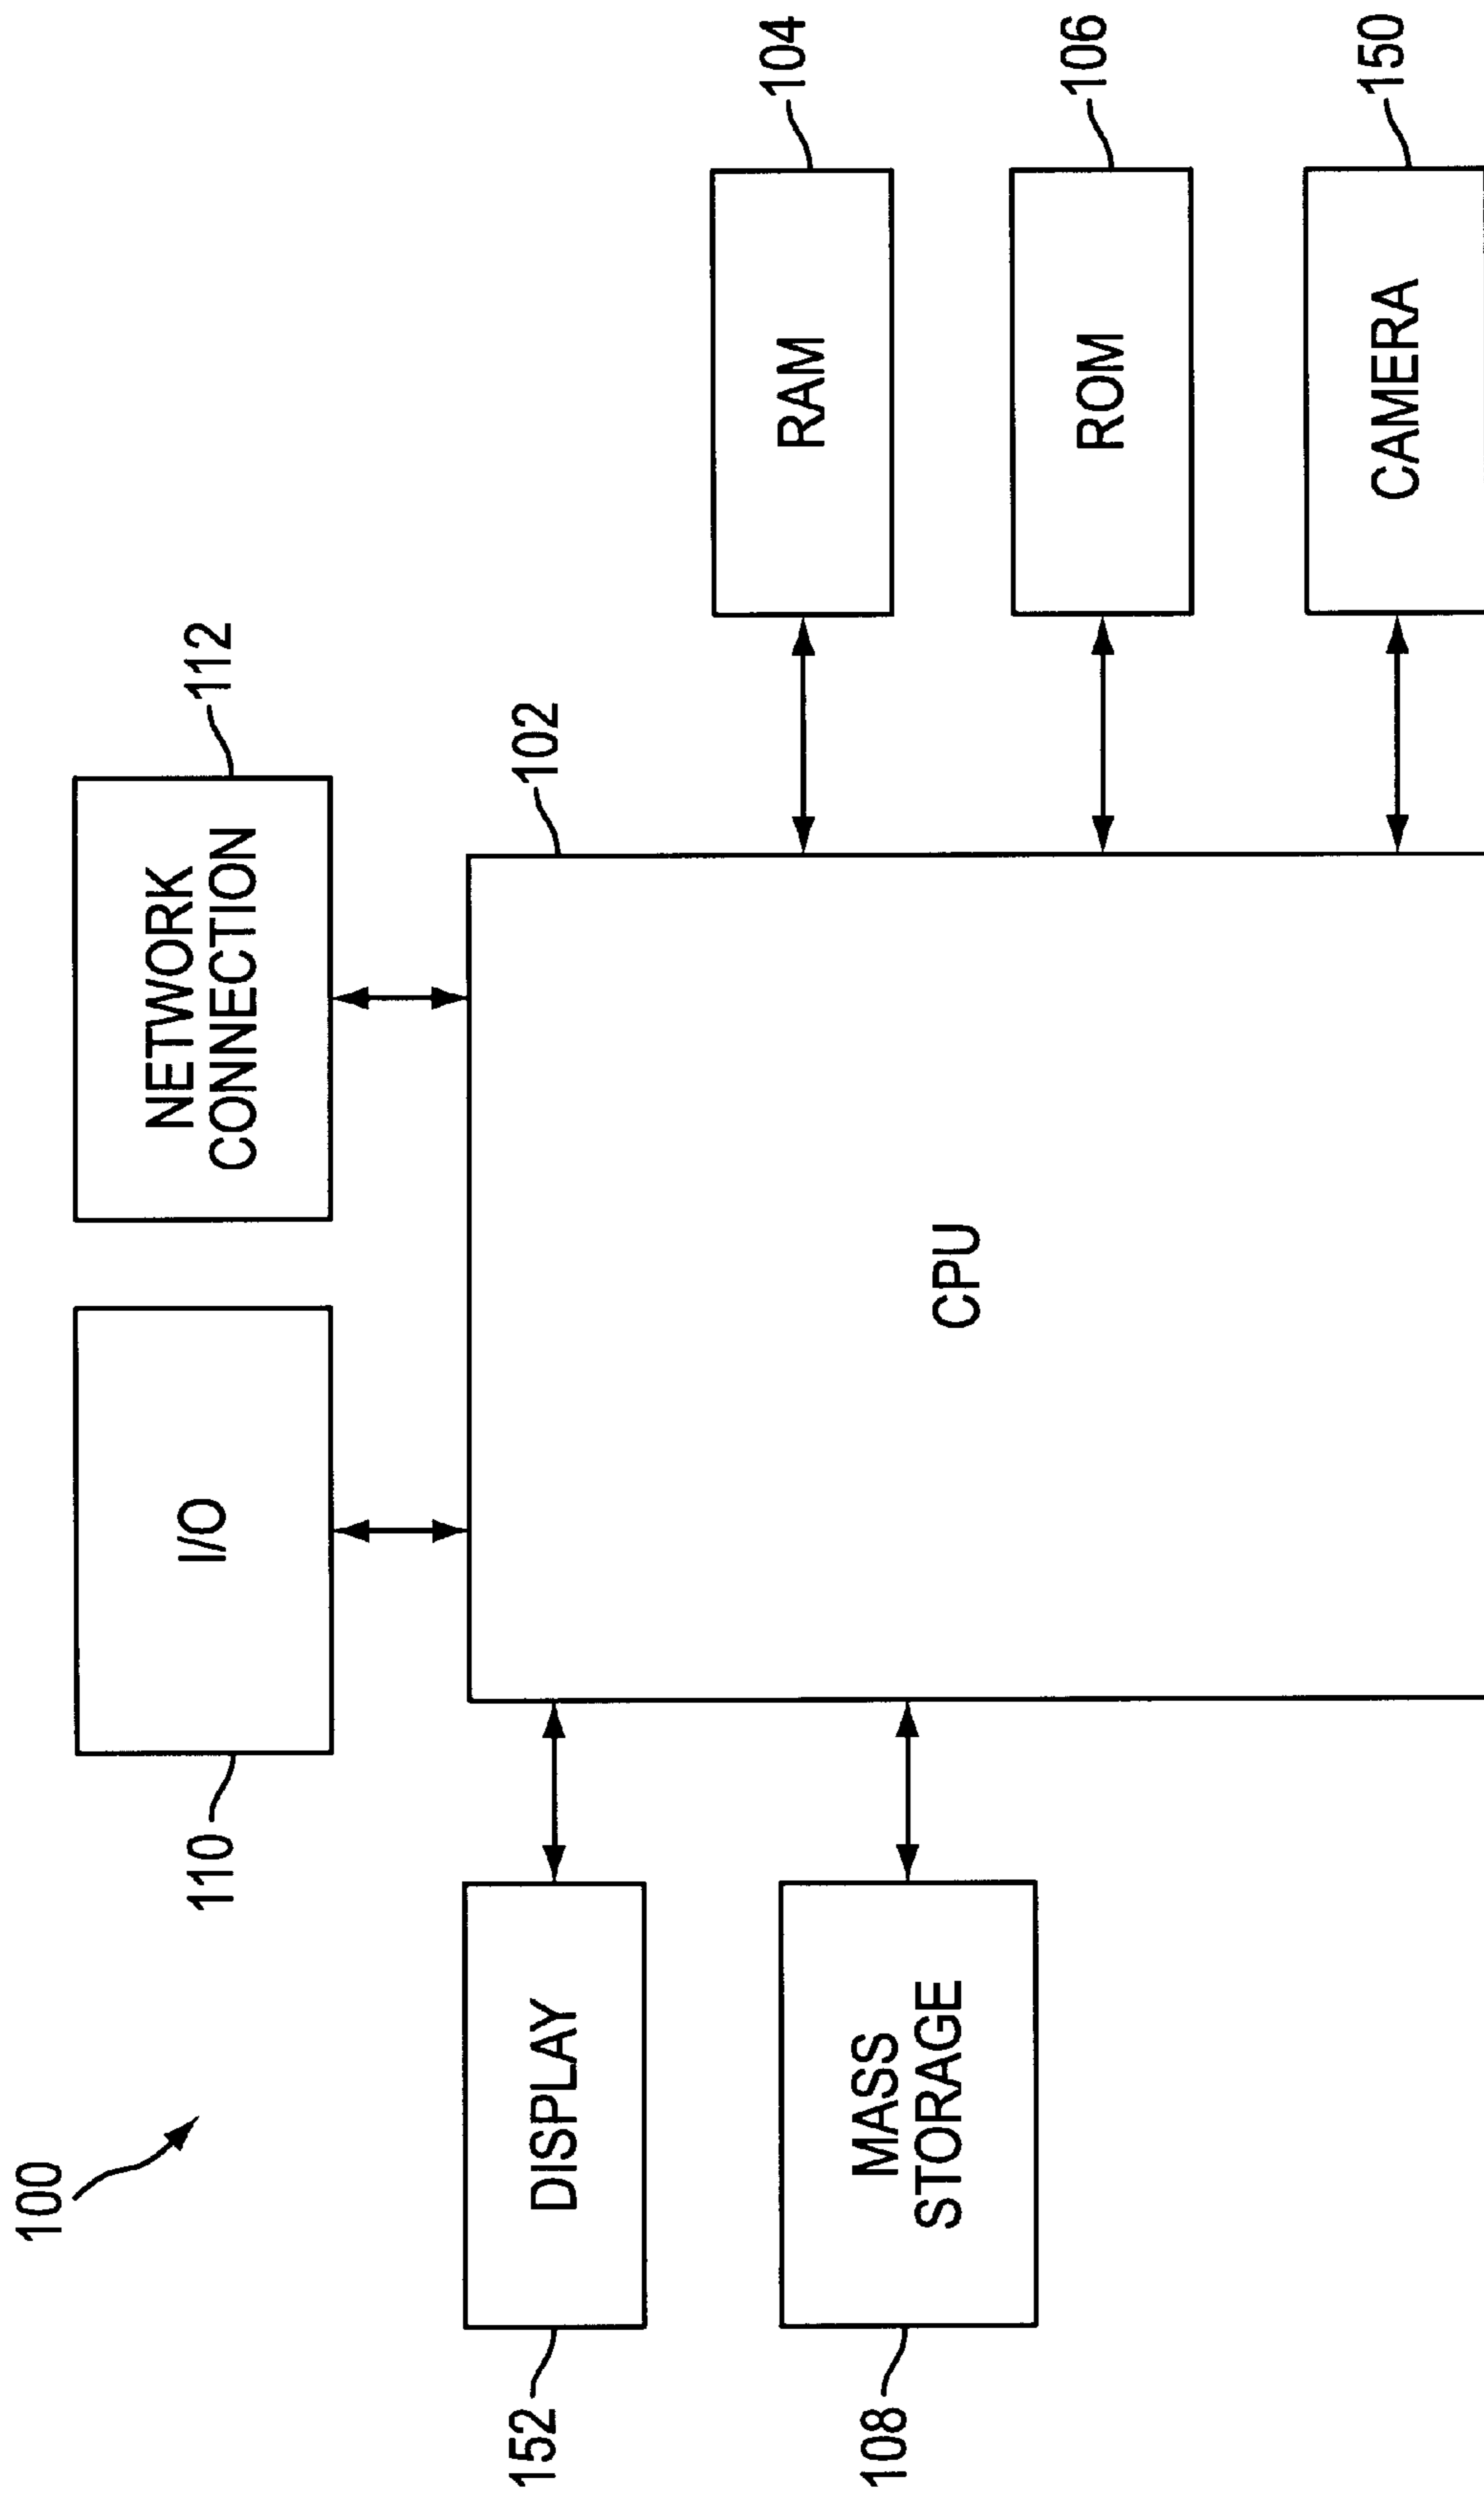 100
110
I/O
NETWORK
CONNECTION
112
152
DISPLAY
102
108
MASS
STORAGE
CPU
RAM
104
ROM
106
CAMERA
150